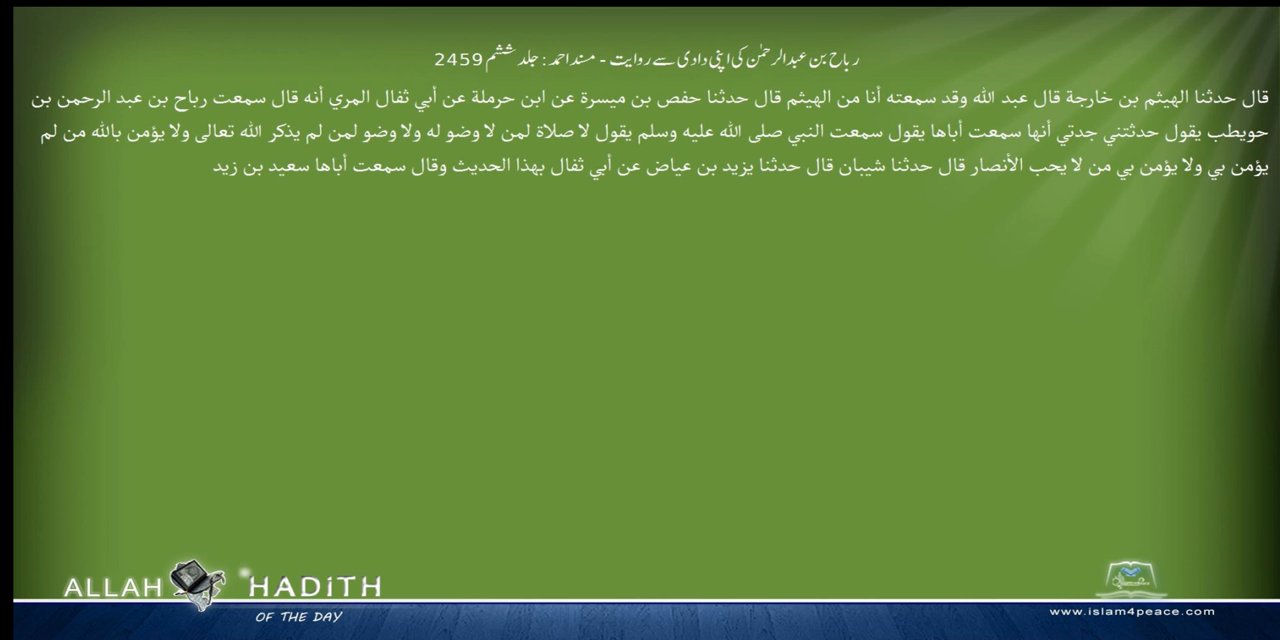 رباح بن عبدالرحمٰن کی اپنی دادی سے روایت - مسند احمد : جلد ششم 2459
قال حدثنا الهيثم بن خارجة قال عبد الله وقد سمعته أنا من الهيثم قال حدثنا حفص بن ميسرة عن ابن حرملة عن أبي ثفال المري أنه قال سمعت رباح بن عبد الرحمن بن
حويطب يقول حدثتني جدتي أنها سمعت أباها يقول سمعت النبي صلى الله عليه وسلم يقول لا صلاة لمن لا وضو له ولا وضو لمن لم يذكر الله تعالى ولا يؤمن بالله من لم
يؤمن بي ولا يؤمن بي من لا يحب الأنصار قال حدثنا شيبان قال حدثنا يزيد بن عياض عن أبي ثفال بهذا الحديث وقال سمعت أباها سعيد بن زيد
ALLAH HADITH
OF THE DAY
www.islam4peace.com